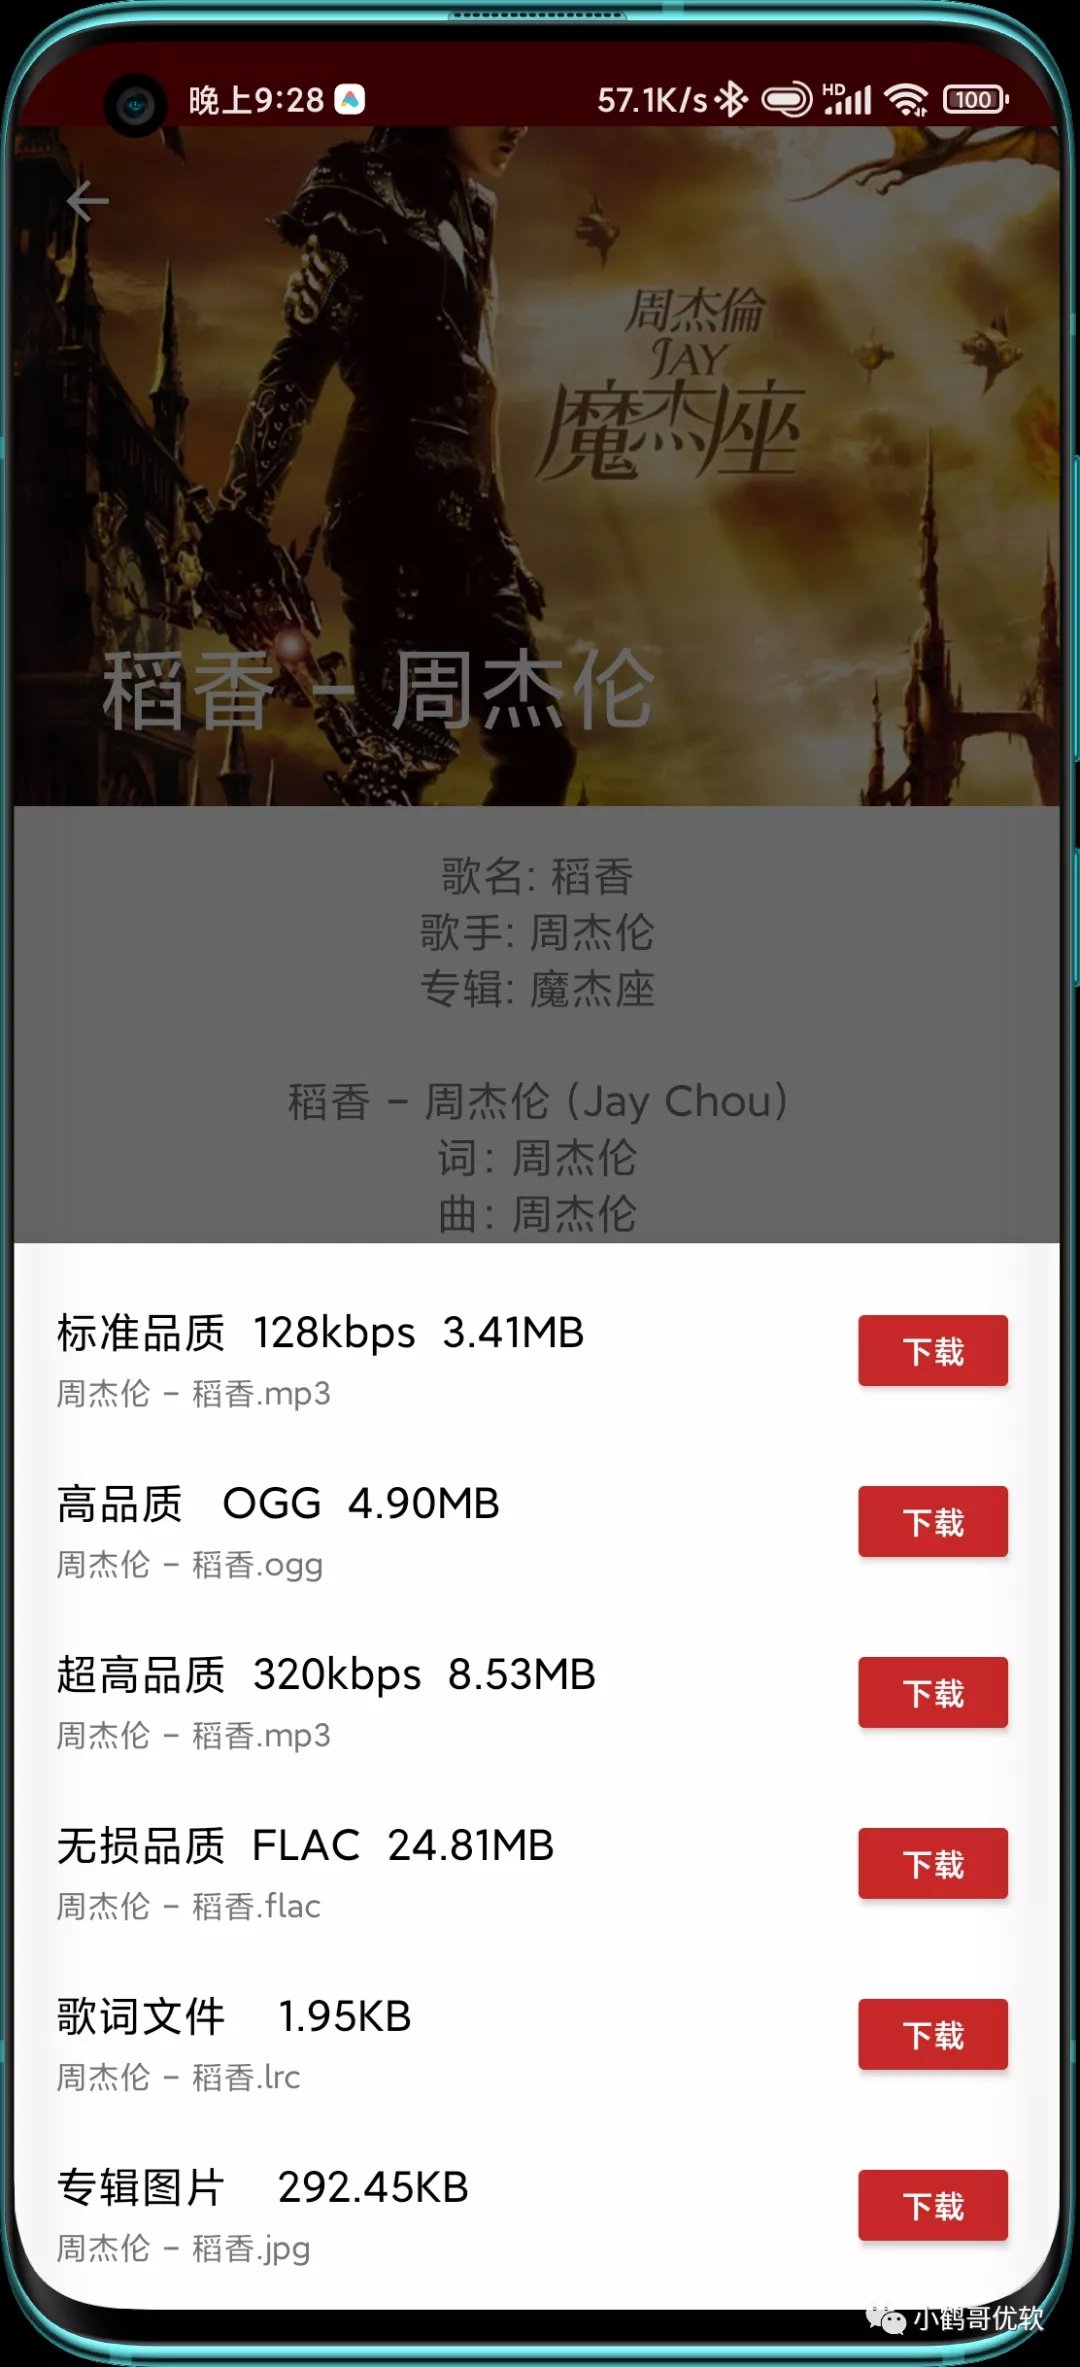 晚上9:28
57.1K/s HD 100
周杰倫
JAY
魔杰座
稻香 - 周杰伦
歌名: 稻香
歌手: 周杰伦
专辑: 魔杰座
稻香 - 周杰伦 (Jay Chou)
词: 周杰伦
曲: 周杰伦
标准品质 128kbps 3.41MB
周杰伦 - 稻香.mp3
下载
高品质 OGG 4.90MB
周杰伦 - 稻香.ogg
下载
超高品质 320kbps 8.53MB
周杰伦 - 稻香.mp3
下载
无损品质 FLAC 24.81MB
周杰伦 - 稻香.flac
下载
歌词文件 1.95KB
周杰伦 - 稻香.lrc
下载
专辑图片 292.45KB
周杰伦 - 稻香.jpg
下载
小鹤哥优软